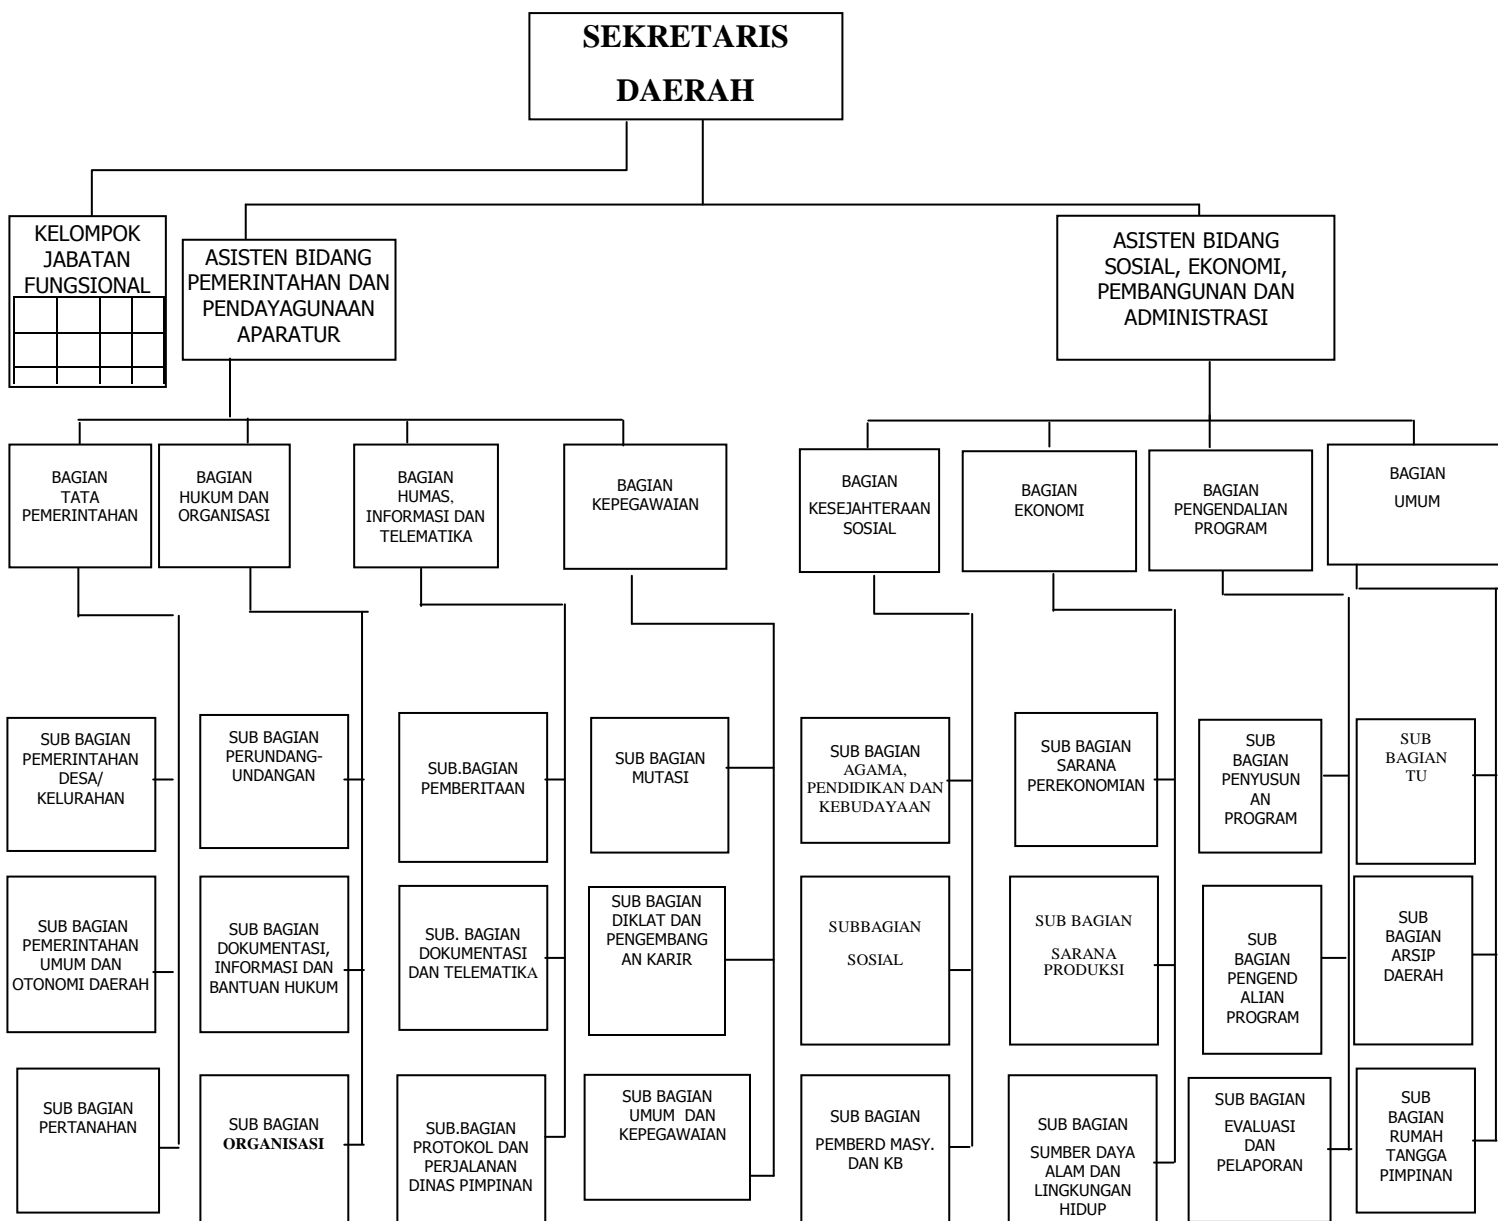 SEKRETARIS
DAERAH
KELOMPOK
JABATAN
FUNGSIONAL
ASISTEN BIDANG
PEMERINTAHAN DAN
PENDAYAGUNAAN
APARATUR
ASISTEN BIDANG
SOSIAL, EKONOMI,
PEMBANGUNAN DAN
ADMINISTRASI
BAGIAN
TATA
PEMERINTAHAN
BAGIAN
HUKUM DAN
ORGANISASI
BAGIAN
HUMAS,
INFORMASI DAN
TELEMATIKA
BAGIAN
KEPEGAWAIAN
BAGIAN
KESEJAHTERAAN
SOSIAL
BAGIAN
EKONOMI
BAGIAN
PENGENDALIAN
PROGRAM
BAGIAN
UMUM
SUB BAGIAN
PEMERINTAHAN
DESA/
KELURAHAN
SUB BAGIAN
PERUNDANG-
UNDANGAN
SUB.BAGIAN
PEMBERITAAN
SUB BAGIAN
MUTASI
SUB BAGIAN
AGAMA,
PENDIDIKAN DAN
KEBUDAYAAN
SUB BAGIAN
SARANA
PEREKONOMIAN
SUB
BAGIAN
PENYUSUN
AN
PROGRAM
SUB
BAGIAN
TU
SUB BAGIAN
PEMERINTAHAN
UMUM DAN
OTONOMI DAERAH
SUB BAGIAN
DOKUMENTASI,
INFORMASI DAN
BANTUAN HUKUM
SUB. BAGIAN
DOKUMENTASI
DAN TELEMATIKA
SUB BAGIAN
DIKLAT DAN
PENGEMBANG
AN KARIR
SUBBAGIAN
SOSIAL
SUB BAGIAN
SARANA
PRODUKSI
SUB
BAGIAN
PENGEND
ALIAN
PROGRAM
SUB
BAGIAN
ARSIP
DAERAH
SUB BAGIAN
PERTANAHAN
SUB BAGIAN
ORGANISASI
SUB.BAGIAN
PROTOKOL DAN
PERJALANAN
DINAS PIMPINAN
SUB BAGIAN
UMUM DAN
KEPEGAWAIAN
SUB BAGIAN
PEMBERD MASY.
DAN KB
SUB BAGIAN
SUMBER DAYA
ALAM DAN
LINGKUNGAN
HIDUP
SUB BAGIAN
EVALUASI
DAN
PELAPORAN
SUB
BAGIAN
RUMAH
TANGGA
PIMPINAN